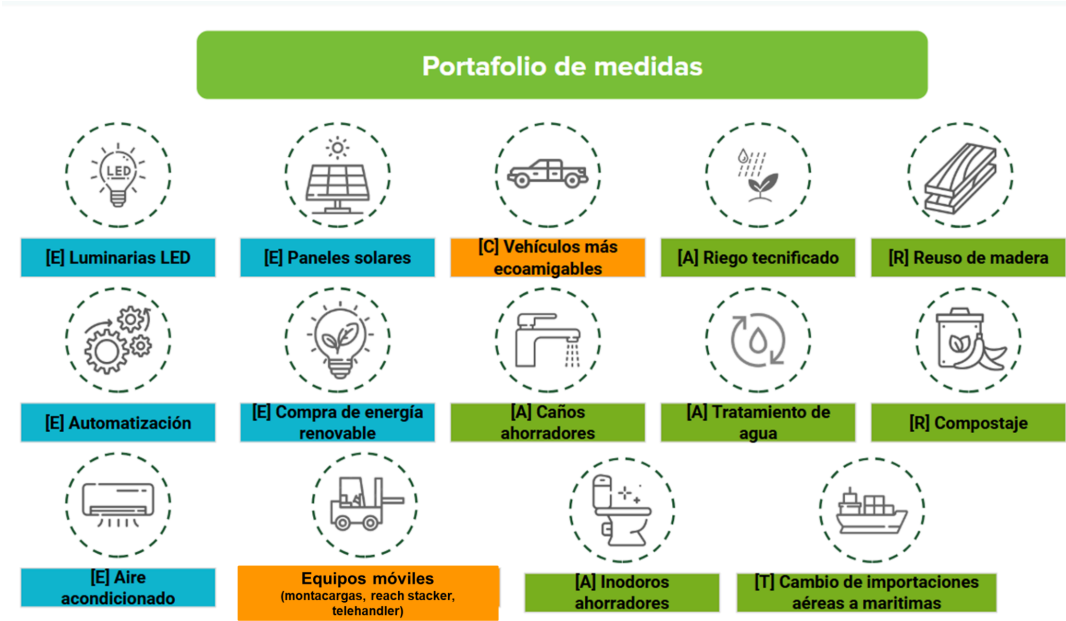 Portafolio de medidas
LED
[E] Luminarias LED
[E] Paneles solares
[C] Vehículos más
ecoamigables
[A] Riego tecnificado
[R] Reuso de madera
[E] Automatización
[E] Compra de energía
renovable
[A] Caños
ahorradores
[A] Tratamiento de
agua
[R] Compostaje
[E] Aire
acondicionado
Equipos móviles
(montacargas, reach stacker,
telehandler)
[A] Inodoros
ahorradores
[T] Cambio de importaciones
aéreas a maritimas